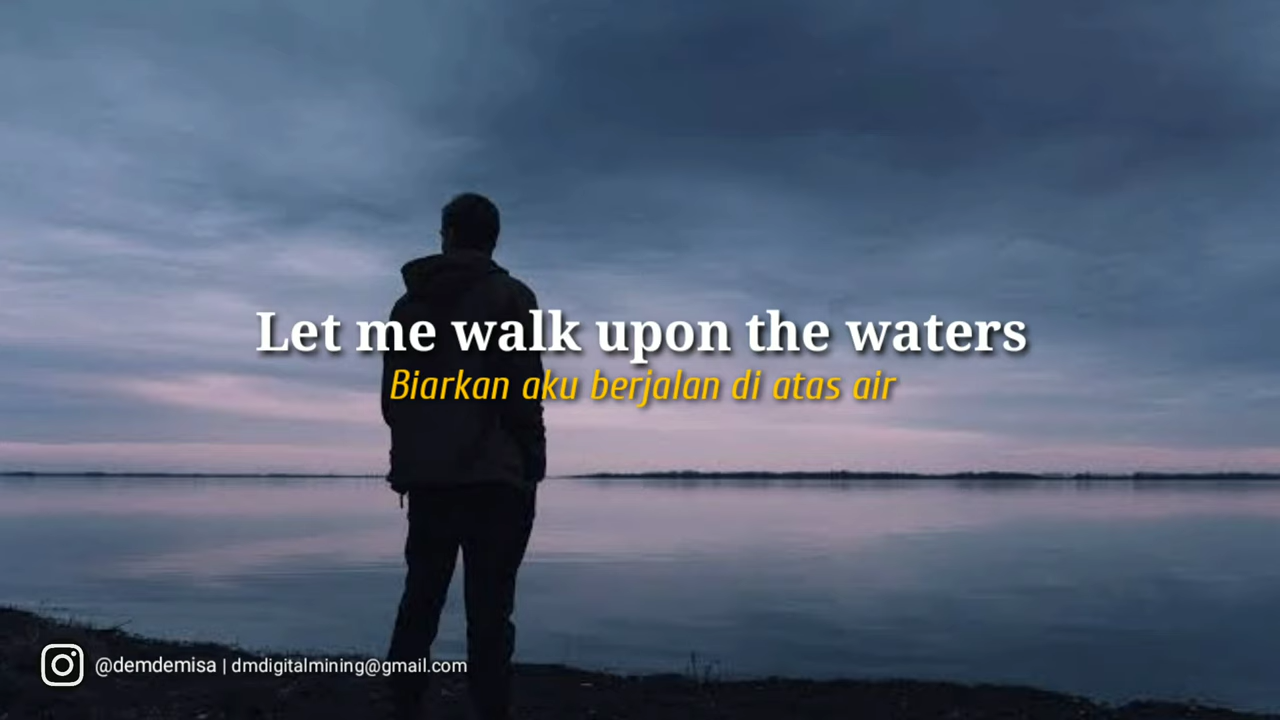 Let me walk upon the waters
Biarkan aku berjalan di atas air
@demdemisa | dmdigitalmining@gmail.com